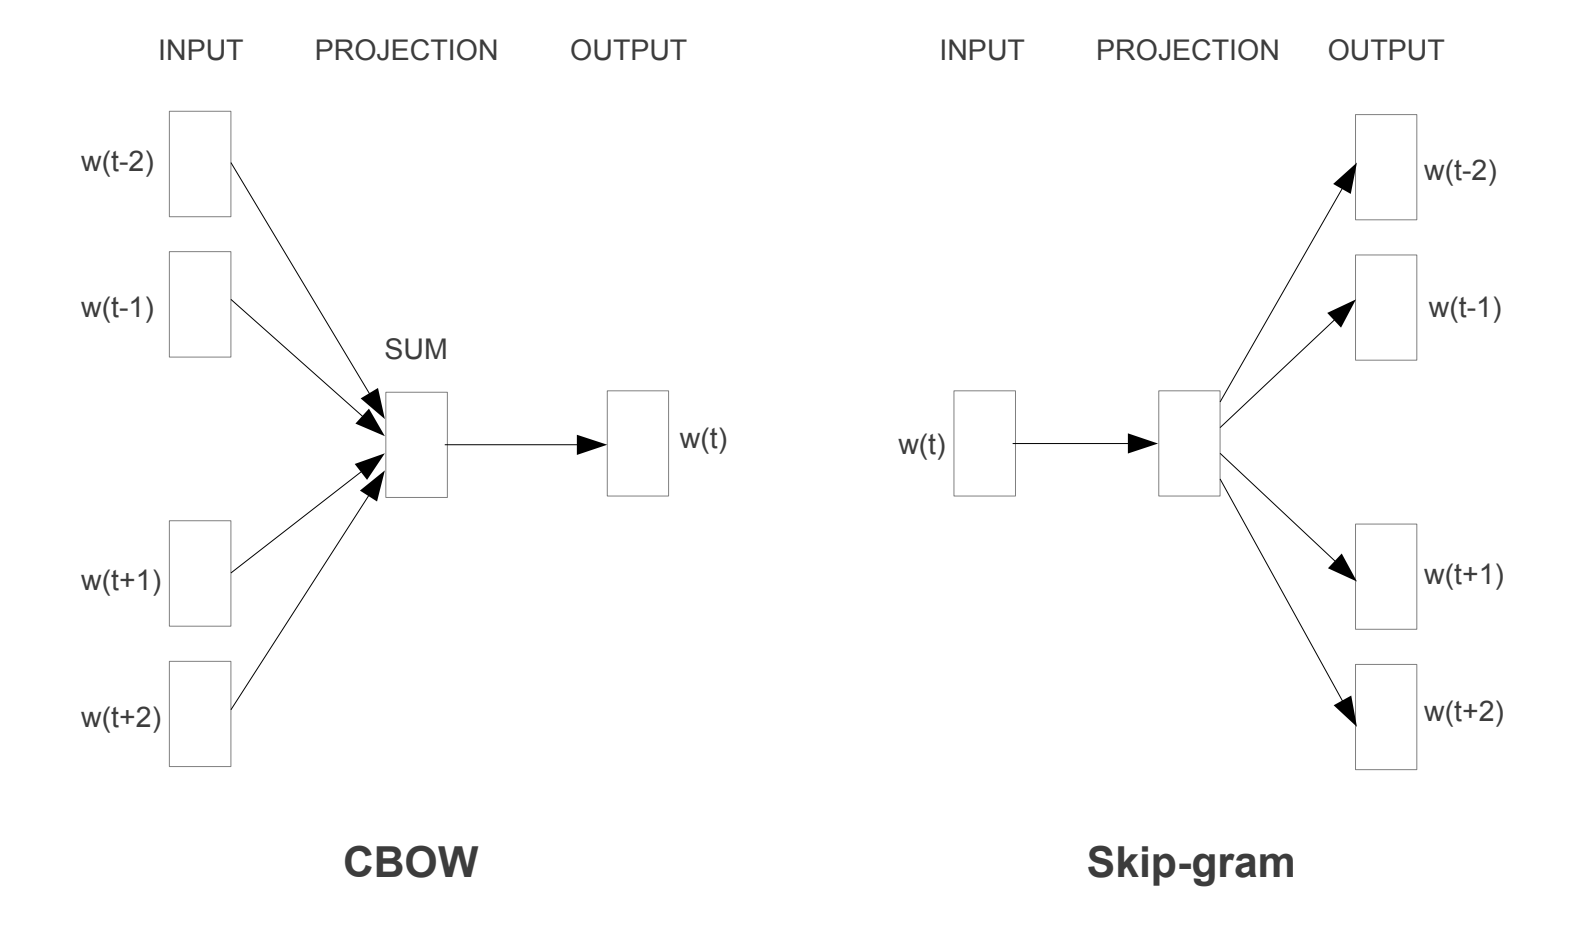 INPUT PROJECTION OUTPUT
w(t-2)
w(t-1)
SUM
w(t)
w(t+1)
w(t+2)
CBOW
INPUT PROJECTION OUTPUT
w(t-2)
w(t-1)
w(t)
w(t+1)
w(t+2)
Skip-gram